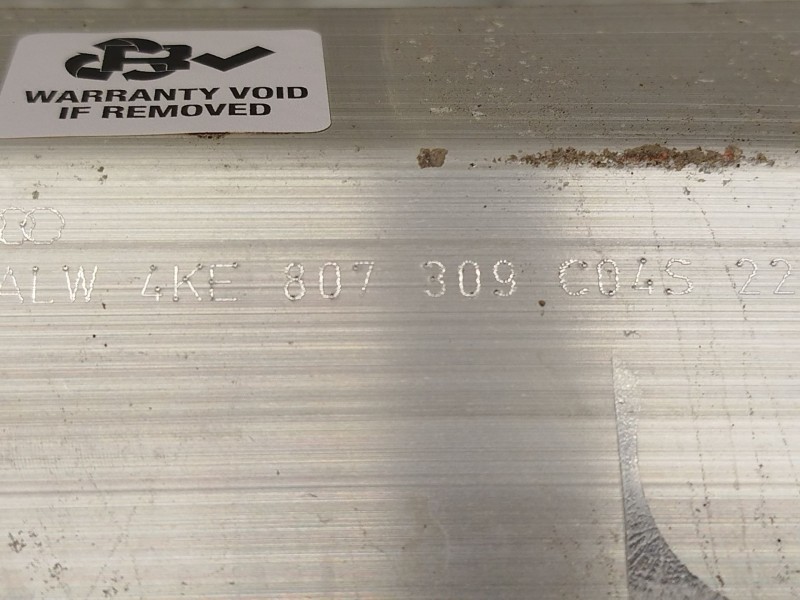 WARRANTY VOID
IF REMOVED
ALW 4KE 807 309 C04S 22